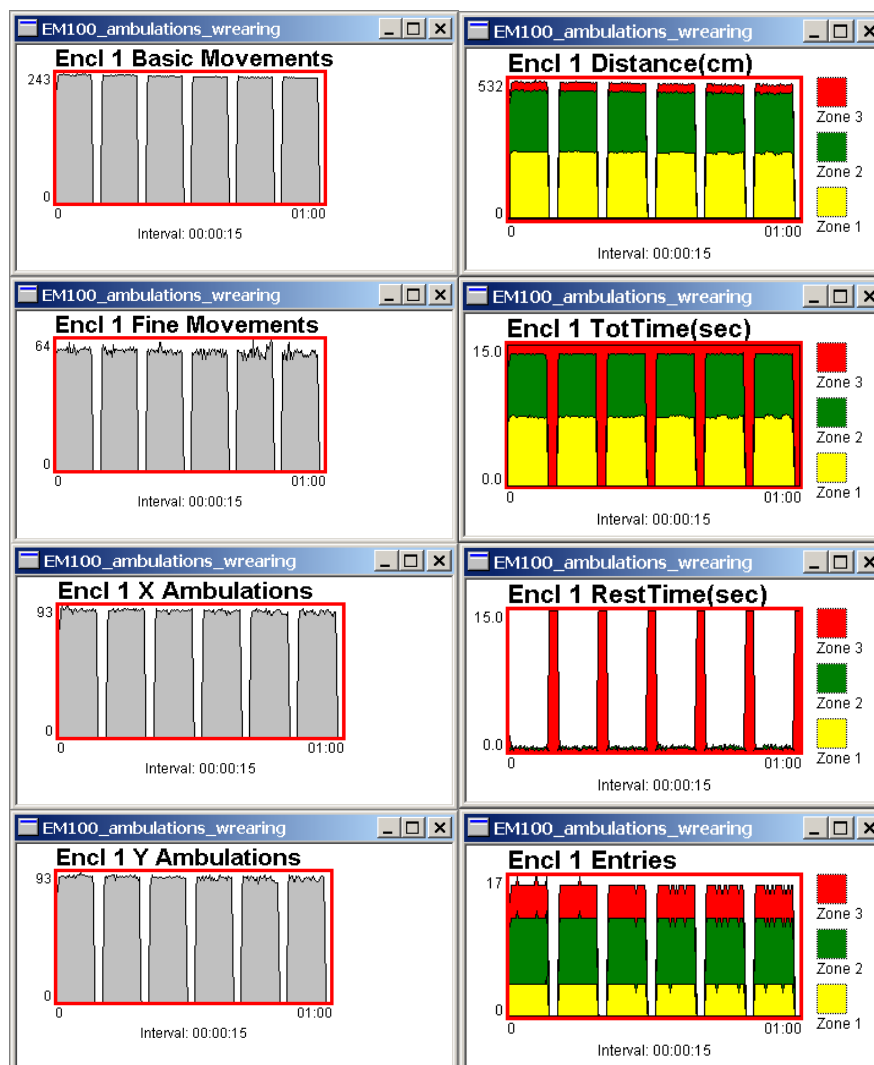 EM100_ambulations_wrearing
Encl 1 Basic Movements
243
0
0 01:00
Interval: 00:00:15
EM100_ambulations_wrearing
Encl 1 Distance(cm)
532
0
0 01:00
Interval: 00:00:15
Zone 3
Zone 2
Zone 1
EM100_ambulations_wrearing
Encl 1 Fine Movements
64
0
0 01:00
Interval: 00:00:15
EM100_ambulations_wrearing
Encl 1 TotTime(sec)
15.0
0.0
0 01:00
Interval: 00:00:15
Zone 3
Zone 2
Zone 1
EM100_ambulations_wrearing
Encl 1 X Ambulations
93
0
0 01:00
Interval: 00:00:15
EM100_ambulations_wrearing
Encl 1 RestTime(sec)
15.0
0.0
0 01:00
Interval: 00:00:15
Zone 3
Zone 2
Zone 1
EM100_ambulations_wrearing
Encl 1 Y Ambulations
93
0
0 01:00
Interval: 00:00:15
EM100_ambulations_wrearing
Encl 1 Entries
17
0
0 01:00
Interval: 00:00:15
Zone 3
Zone 2
Zone 1